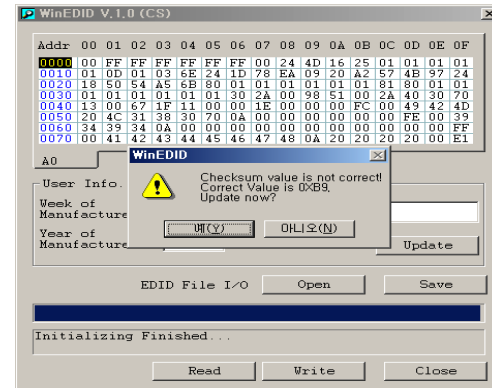 WinEDID V.1.0 (CS)
Addr 00 01 02 03 04 05 06 07 08 09 0A 0B 0C 0D 0E 0F
0000 00 FF FF FF FF FF FF 00 24 4D 16 25 01 01 01 01
0010 01 0D 01 03 6E 24 1D 78 EA 09 20 A2 57 4B 97 24
0020 18 50 54 A5 6B 80 01 01 01 01 01 01 81 80 01 01
0030 01 01 01 01 01 01 30 2A 00 98 51 00 2A 40 30 70
0040 13 00 67 1F 11 00 00 1E 00 00 00 FC 00 49 42 4D
0050 20 4C 31 38 30 70 0A 00 00 00 00 00 00 FE 00 39
0060 34 39 34 0A 00 00 00 00 00 00 00 00 00 00 00 FF
0070 00 41 42 43 44 45 46 47 48 0A 20 20 20 20 00 E1
A0
WinEDID
Checksum value is not correct!
Correct Value is 0XB9,
Update now?
예(Y)
아니오(N)
User Info.
Week of
Manufacture
Year of
Manufacture
Update
EDID File I/O
Open
Save
Initializing Finished...
Read
Write
Close